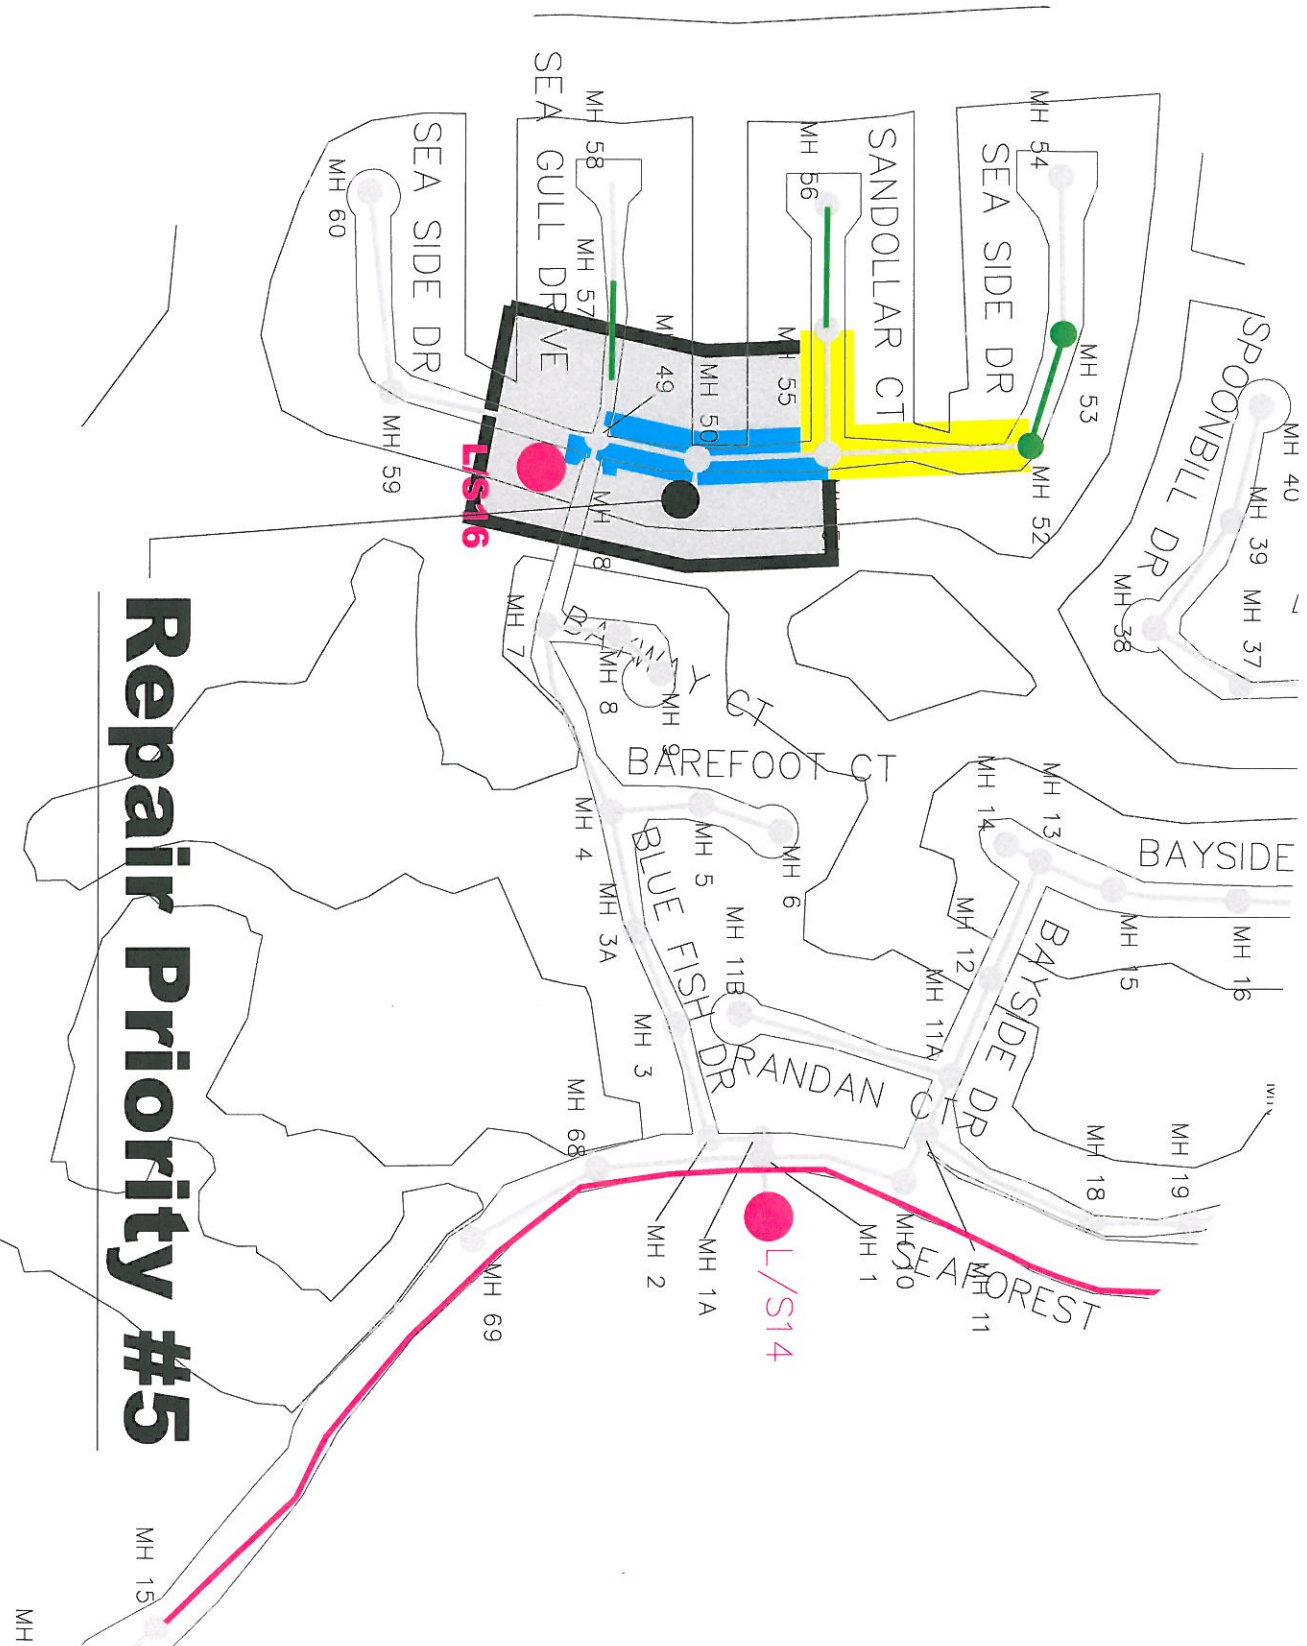 SEA SIDE DR
MH 60
SEA GULL DRIVE
MH 58
MH 57
MH 59
L/S16
49
MH 50
MH 55
MH 56
SANDOLLAR CT
SEA SIDE DR
MH 54
MH 53
MH 52
SPOONBILL DR
MH 40
MH 39
MH 38
MH 37
MH 8
MH 7
MH 8
MH 9
CT
BAREFOOT CT
MH 4
MH 5
MH 6
BLUE FISH DR
MH 3A
MH 3
MH 11B
RANDAN CT
MH 11A
MH 12
MH 14
MH 13
BAYSIDE
BAYSIDE DR
MH 15
MH 16
MH 18
MH 19
MH 68
MH 69
MH 2
MH 1A
MH 1
MH 10
MH 11
SEAFOREST
L/S14
MH 15
MH
Repair Priority #5